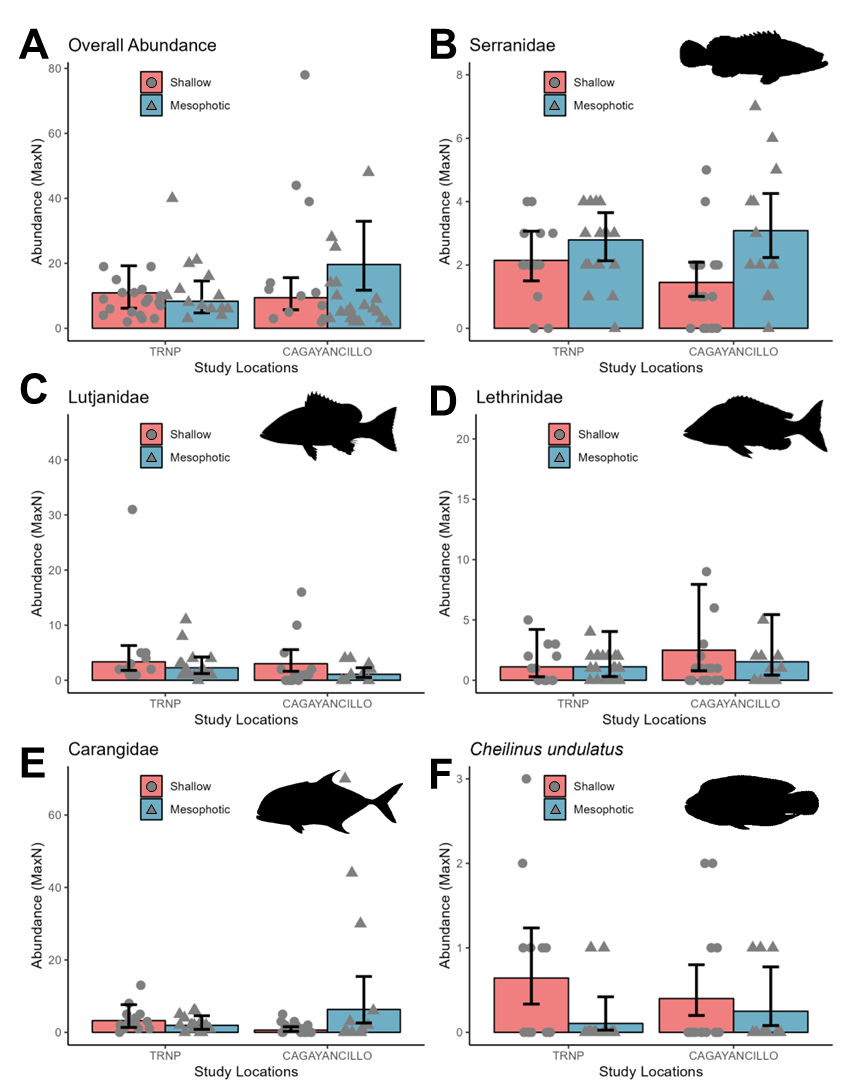 A Overall Abundance
Shallow
Mesophotic
80
60
40
20
0
Abundance (MaxN)
TRNP CAGAYANCILLO
Study Locations
B Serranidae
Shallow
Mesophotic
8
6
4
2
0
Abundance (MaxN)
TRNP CAGAYANCILLO
Study Locations
C Lutjanidae
Shallow
Mesophotic
40
30
20
10
0
Abundance (MaxN)
TRNP CAGAYANCILLO
Study Locations
D Lethrinidae
Shallow
Mesophotic
20
15
10
5
0
Abundance (MaxN)
TRNP CAGAYANCILLO
Study Locations
E Carangidae
Shallow
Mesophotic
60
40
20
0
Abundance (MaxN)
TRNP CAGAYANCILLO
Study Locations
F Cheilinus undulatus
Shallow
Mesophotic
3
2
1
0
Abundance (MaxN)
TRNP CAGAYANCILLO
Study Locations